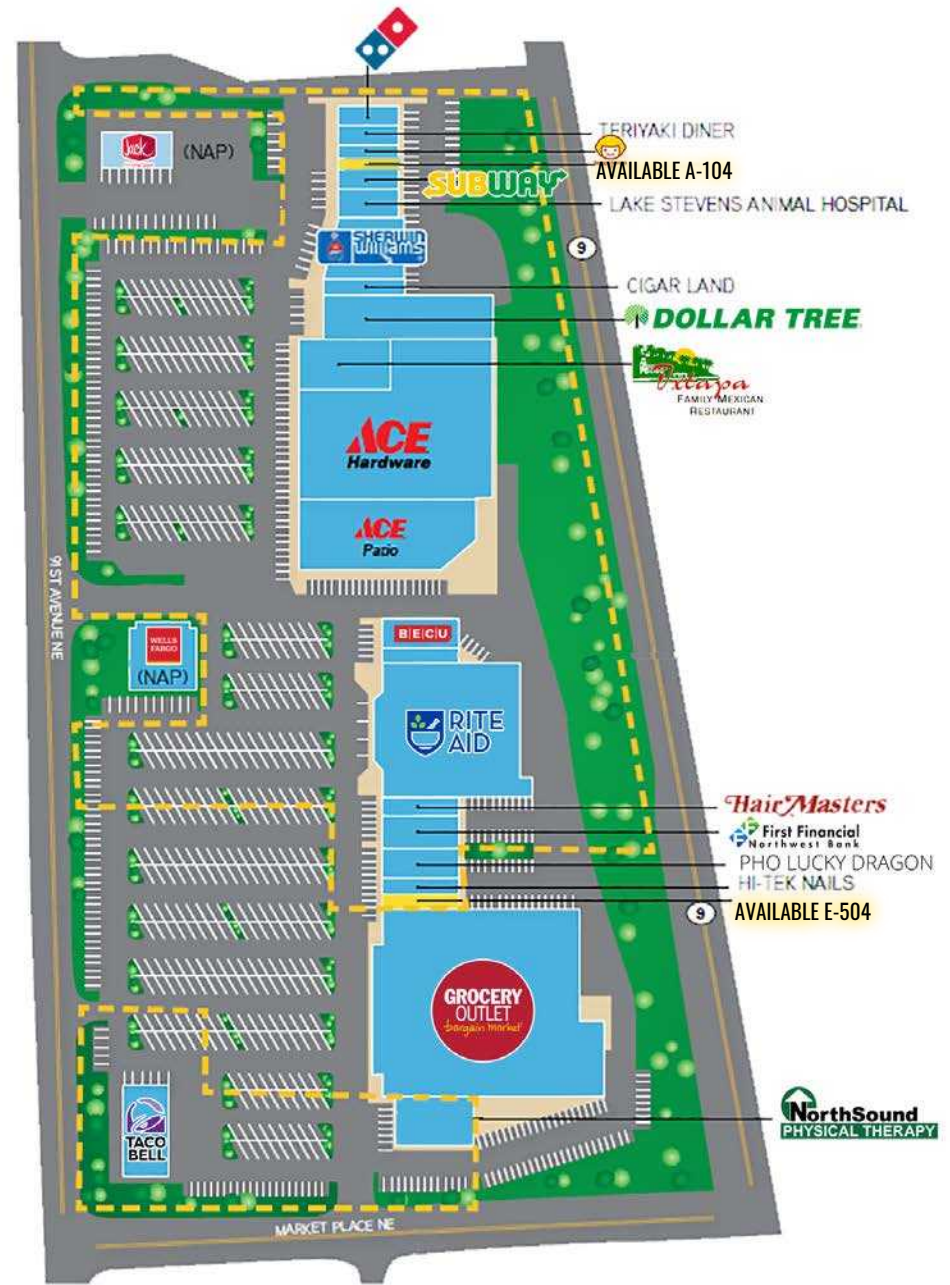 TERIYAKI DINER
Jack
(NAP)
AVAILABLE A-104
SUBWAY
LAKE STEVENS ANIMAL HOSPITAL
SHERWIN
WILLIAMS
9
CIGAR LAND
DOLLAR TREE
Ixtapa
FAMILY MEXICAN
RESTAURANT
ACE
Hardware
ACE
Patio
91ST AVENUE NE
BECU
WELLS
FARGO
(NAP)
RITE
AID
HairMasters
First Financial
Northwest Bank
PHO LUCKY DRAGON
HI-TEK NAILS
9
AVAILABLE E-504
GROCERY
OUTLET
bargain market
NorthSound
PHYSICAL THERAPY
TACO
BELL
MARKET PLACE NE